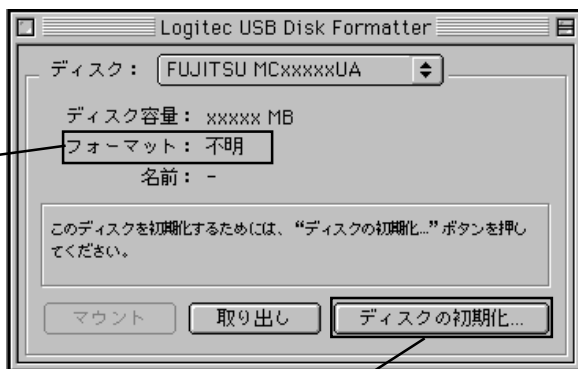 Logitec USB Disk Formatter
ディスク： FUJITSU MCxxxxxUA
ディスク容量： xxxxx MB
フォーマット： 不明
名前： -
このディスクを初期化するためには、“ディスクの初期化…”ボタンを押し
てください。
マウント 取り出し ディスクの初期化...